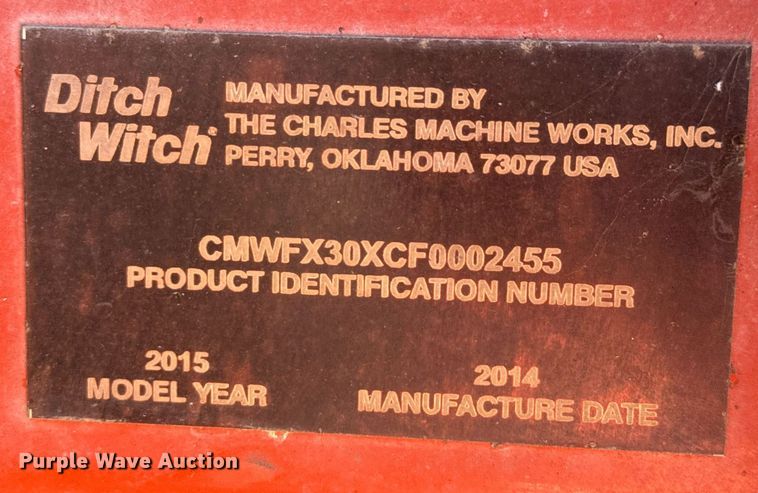 Ditch
Witch®
MANUFACTURED BY
THE CHARLES MACHINE WORKS, INC.
PERRY, OKLAHOMA 73077 USA
CMWFX30XCF0002455
PRODUCT IDENTIFICATION NUMBER
2015
MODEL YEAR
2014
MANUFACTURE DATE
Purple Wave Auction